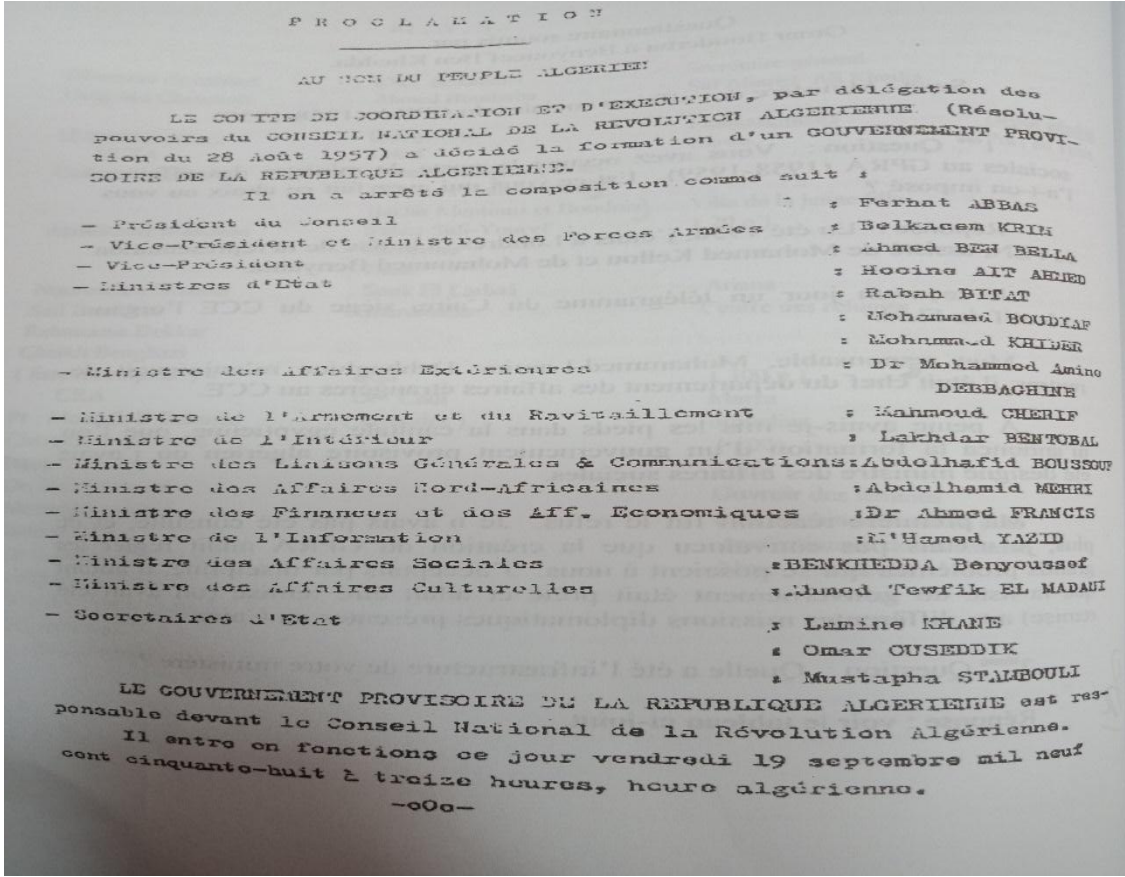 PROCLAMATION
AU NOM DU PEUPLE ALGERIEN
LE COMITE DE COORDINATION ET D'EXECUTION, par délégation des
pouvoirs du CONSEIL NATIONAL DE LA REVOLUTION ALGERIENNE (Résolu-
tion du 28 Août 1957) a décidé la formation d'un GOUVERNEMENT PROVI-
SOIRE DE LA REPUBLIQUE ALGERIENNE.
Il en a arrêté la composition comme suit :
- Président du Conseil : Ferhat ABBAS
- Vice-Président et Ministre des Forces Armées : Belkacem KRIM
- Vice-Président : Ahmed BEN BELLA
- Ministres d'Etat : Hocine AIT AHMED
: Rabah BITAT
: Mohammed BOUDIAF
: Mohammed KHIDER
- Ministre des Affaires Extérieures : Dr Mohammed Amine
DEBBAGHINE
- Ministre de l'Armement et du Ravitaillement : Mahmoud CHERIF
- Ministre de l'Intérieur : Lakhdar BENTOBAL
- Ministre des Liaisons Générales & Communications:Abdelhafid BOUSSOUF
- Ministre des Affaires Nord-Africaines :Abdelhamid MEHRI
- Ministre des Finances et des Aff. Economiques :Dr Ahmed FRANCIS
- Ministre de l'Information :M'Hamed YAZID
- Ministre des Affaires Sociales :BENKHEDDA Benyoussef
- Ministre des Affaires Culturelles :Ahmed Tewfik EL MADANI
- Secretaires d'Etat : Lamine KHANE
: Omar OUSEDDIK
: Mustapha STAMBOULI
LE GOUVERNEMENT PROVISOIRE DE LA REPUBLIQUE ALGERIENNE est res-
ponsable devant le Conseil National de la Révolution Algérienne.
Il entre en fonctions ce jour vendredi 19 septembre mil neuf
cent cinquante-huit à treize heures, heure algérienne.
-oOo-